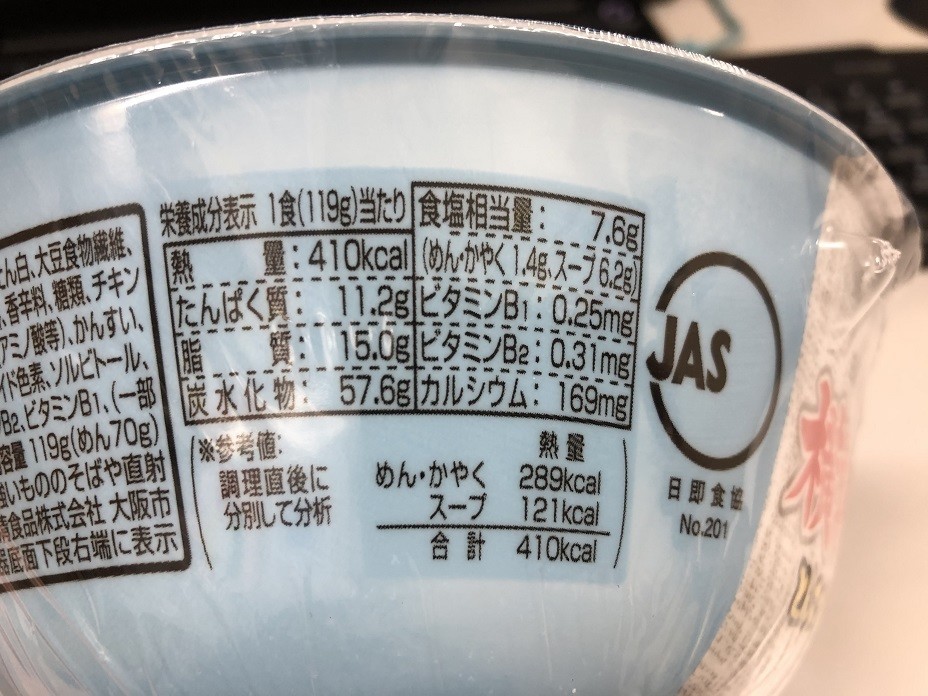 白、大豆食物繊維、
香辛料、糖類、チキン
アミノ酸等)、かんすい、
イド色素、ソルビトール、
B2、ビタミンB1、(一部
容量 119g(めん70g)
強いもののそばや直射
清食品株式会社 大阪市
器底面下段右端に表示
栄養成分表示 1食(119g)当たり
熱量: 410kcal
たんぱく質: 11.2g
脂質: 15.0g
炭水化物: 57.6g
食塩相当量: 7.6g
(めん・かやく 1.4g、スープ 6.2g)
ビタミンB1: 0.25mg
ビタミンB2: 0.31mg
カルシウム: 169mg
(※参考値:
調理直後に
分別して分析
熱量
めん・かやく 289kcal
スープ 121kcal
合計 410kcal)
JAS
日即食協
No.201